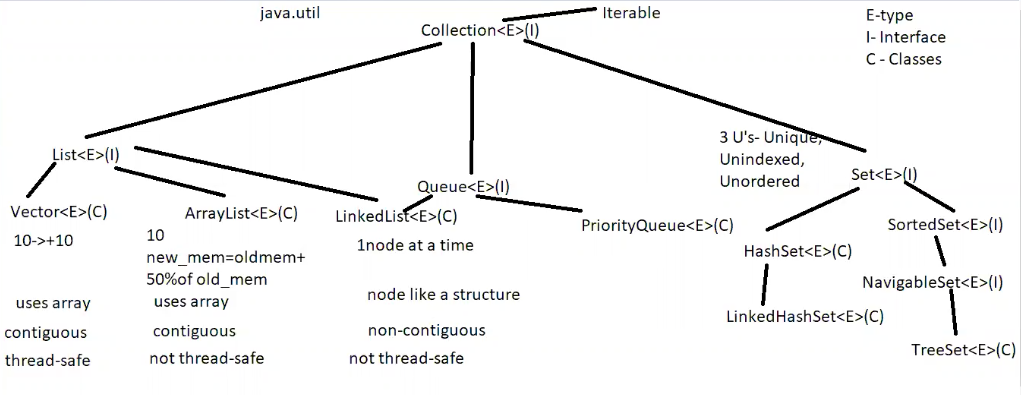 java.util
Iterable
Collection<E>(I)
E-type
I- Interface
C - Classes
3 U's- Unique,
Unindexed,
Unordered
List<E>(I)
Queue<E>(I)
Set<E>(I)
Vector<E>(C)
ArrayList<E>(C)
LinkedList<E>(C)
PriorityQueue<E>(C)
HashSet<E>(C)
SortedSet<E>(I)
10->+10
10
new_mem=oldmem+
50%of old_mem
1node at a time
NavigableSet<E>(I)
uses array
uses array
node like a structure
LinkedHashSet<E>(C)
contiguous
contiguous
non-contiguous
TreeSet<E>(C)
thread-safe
not thread-safe
not thread-safe